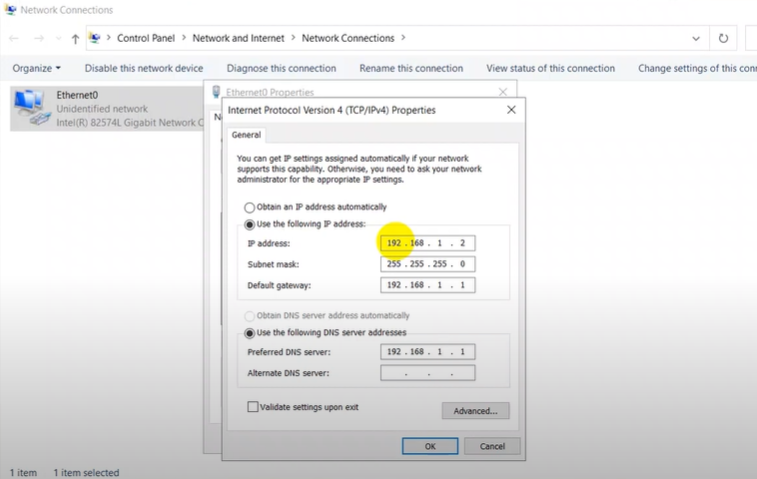 Network Connections
Control Panel > Network and Internet > Network Connections >
Organize Disable this network device Diagnose this connection Rename this connection View status of this connection Change settings of this con
Ethernet0
Unidentified network
Intel(R) 82574L Gigabit Network C
Ethernet0 Properties
N
Internet Protocol Version 4 (TCP/IPv4) Properties
General
You can get IP settings assigned automatically if your network
supports this capability. Otherwise, you need to ask your network
administrator for the appropriate IP settings.
Obtain an IP address automatically
Use the following IP address:
IP address: 192 . 168 . 1 . 2
Subnet mask: 255 . 255 . 255 . 0
Default gateway: 192 . 168 . 1 . 1
Obtain DNS server address automatically
Use the following DNS server addresses
Preferred DNS server: 192 . 168 . 1 . 1
Alternate DNS server: . . .
Validate settings upon exit
Advanced...
OK Cancel
1 item 1 item selected